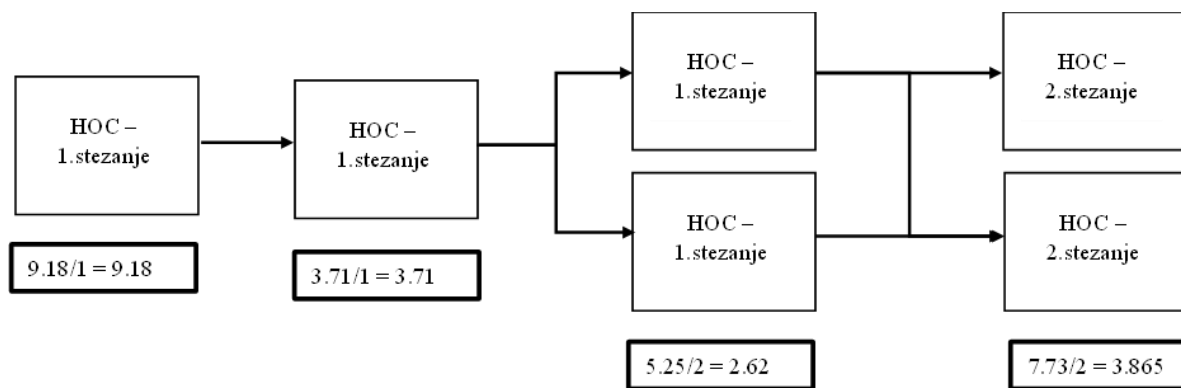 HOC –
1.stezanje
9.18/1 = 9.18
HOC –
1.stezanje
3.71/1 = 3.71
HOC –
1.stezanje
HOC –
1.stezanje
5.25/2 = 2.62
HOC –
2.stezanje
HOC –
2.stezanje
7.73/2 = 3.865